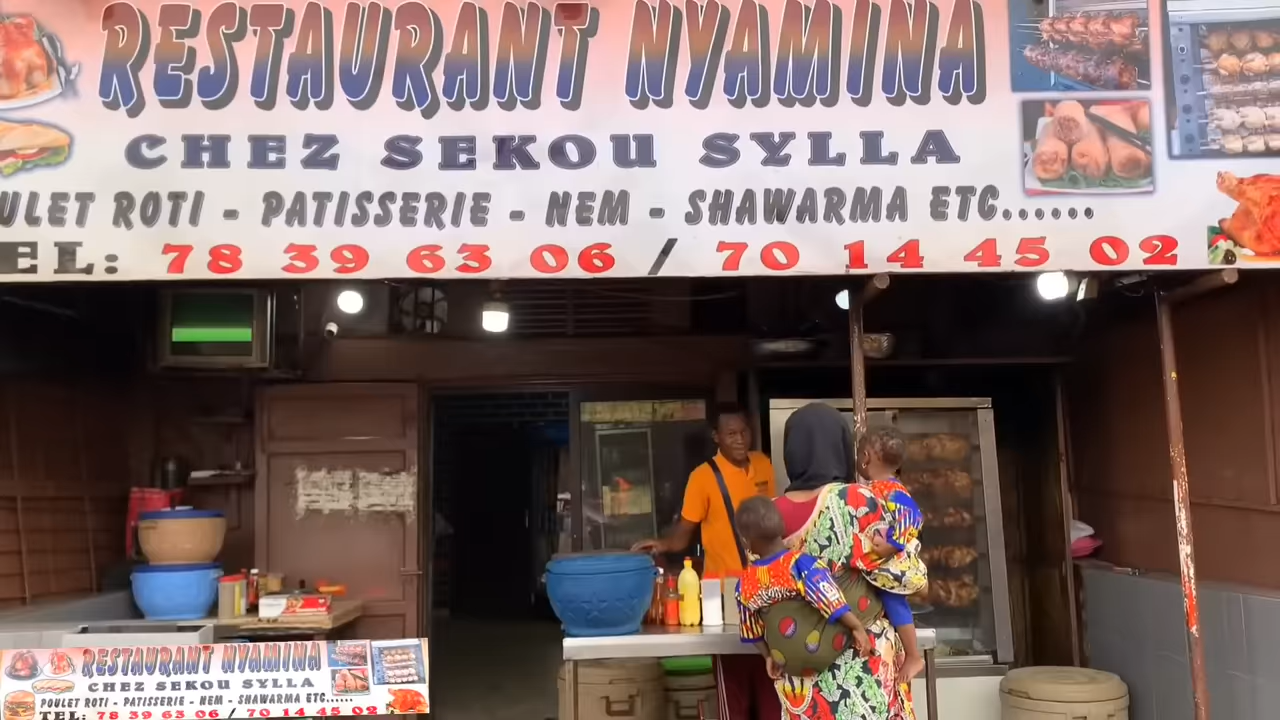 RESTAURANT NYAMINA
CHEZ SEKOU SYLLA
POULET ROTI - PATISSERIE - NEM - SHAWARMA ETC......
TEL: 78 39 63 06 / 70 14 45 02
RESTAURANT NYAMINA
CHEZ SEKOU SYLLA
POULET ROTI - PATISSERIE - NEM - SHAWARMA ETC......
TEL: 78 39 63 06 / 70 14 45 02